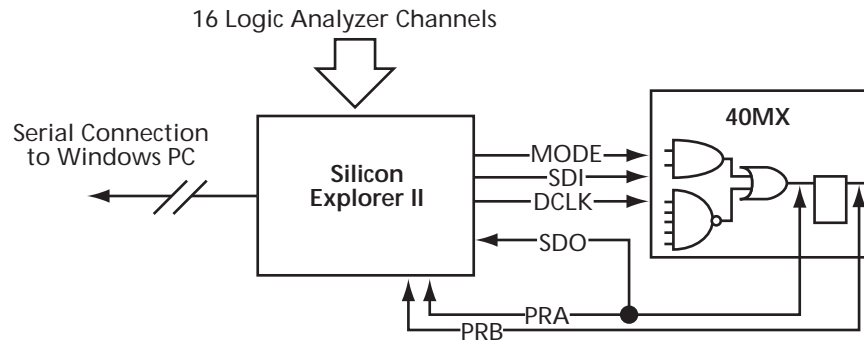 16 Logic Analyzer Channels
Serial Connection
to Windows PC
Silicon
Explorer II
MODE
SDI
DCLK
SDO
PRA
PRB
40MX